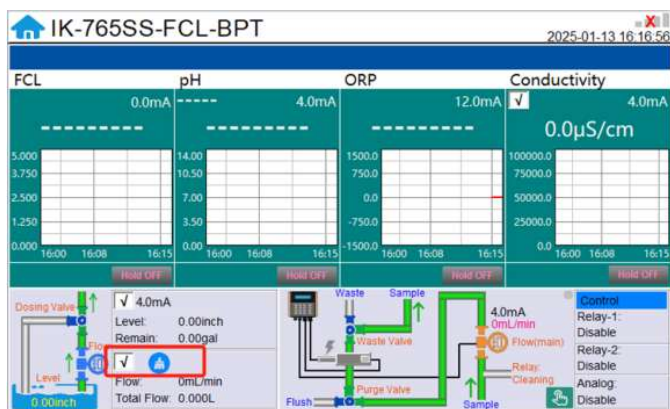 IK-765SS-FCL-BPT
2025-01-13 16:16:56
FCL pH ORP Conductivity
0.0mA ----- 4.0mA 12.0mA √ 4.0mA
--------- --------- --------- 0.0μS/cm
5.000 14.00 1500.0 100000.0
3.750 10.50 750.0 75000.0
2.500 7.00 0.0 50000.0
1.250 3.50 -750.0 25000.0
0.000 0.00 -1500.0 0.0
16:00 16:08 16:15 16:00 16:08 16:15 16:00 16:08 16:15 16:00 16:08 16:15
Hold OFF Hold OFF Hold OFF Hold OFF
Dosing Valve
Flow
Level
0.00inch
√ 4.0mA
Level: 0.00inch
Remain: 0.00gal
√
Flow: 0mL/min
Total Flow: 0.000L
Waste Sample
Waste Valve
Purge Valve
Flush
Sample
4.0mA
0mL/min
Flow(main)
Relay:
Cleaning
Control
Relay-1:
Disable
Relay-2:
Disable
Analog:
Disable